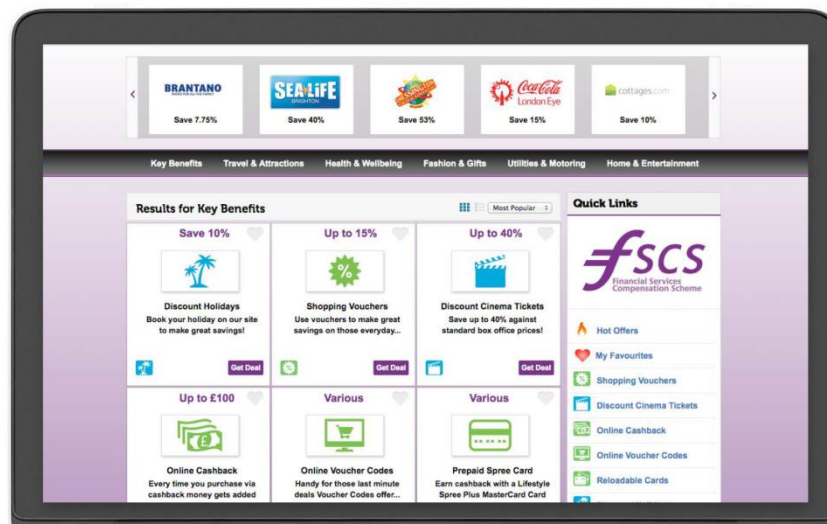 BRANTANO
SEA LiFE
BRIGHTON
CHESSINGTON
Coca-Cola
London Eye
cottages.com
Save 7.75%
Save 40%
Save 53%
Save 15%
Save 10%
Key Benefits
Travel & Attractions
Health & Wellbeing
Fashion & Gifts
Utilities & Motoring
Home & Entertainment
Results for Key Benefits
Most Popular
Save 10%
Discount Holidays
Book your holiday on our site
to make great savings!
Get Deal
Up to 15%
%
Shopping Vouchers
Use vouchers to make great
savings on those everyday...
Get Deal
Up to 40%
Discount Cinema Tickets
Save up to 40% against
standard box office prices!
Get Deal
Up to £100
£
Online Cashback
Every time you purchase via
cashback money gets added
Various
Online Voucher Codes
Handy for those last minute
deals Voucher Codes offer...
Various
Prepaid Spree Card
Earn cashback with a Lifestyle
Spree Plus MasterCard Card
Quick Links
fscs
Financial Services
Compensation Scheme
Hot Offers
My Favourites
Shopping Vouchers
Discount Cinema Tickets
Online Cashback
Online Voucher Codes
Reloadable Cards